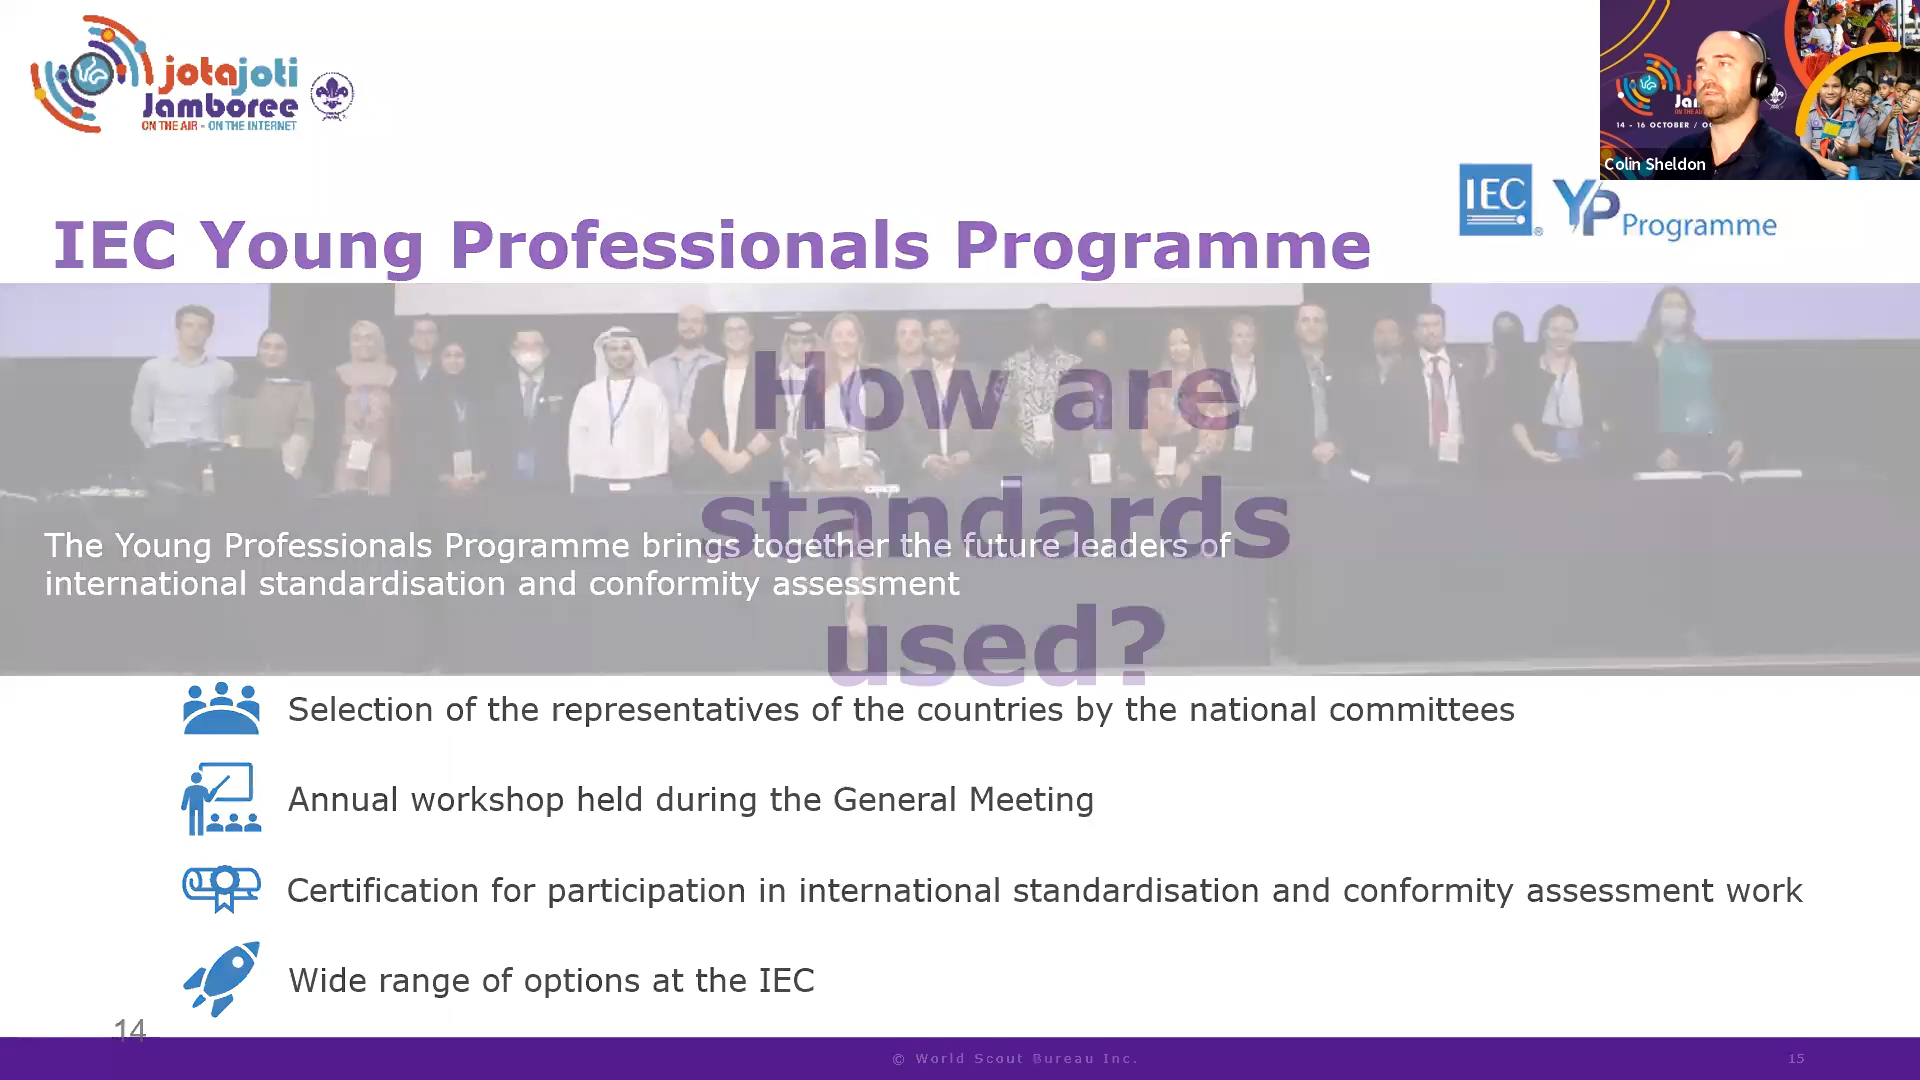 jotajoti
Jamboree
ON THE AIR - ON THE INTERNET
14 - 16 OCTOBER
Colin Sheldon
IEC
YP Programme
IEC Young Professionals Programme
How are
standards
used?
The Young Professionals Programme brings together the future leaders of
international standardisation and conformity assessment
Selection of the representatives of the countries by the national committees
Annual workshop held during the General Meeting
Certification for participation in international standardisation and conformity assessment work
Wide range of options at the IEC
14
© World Scout Bureau Inc.
15